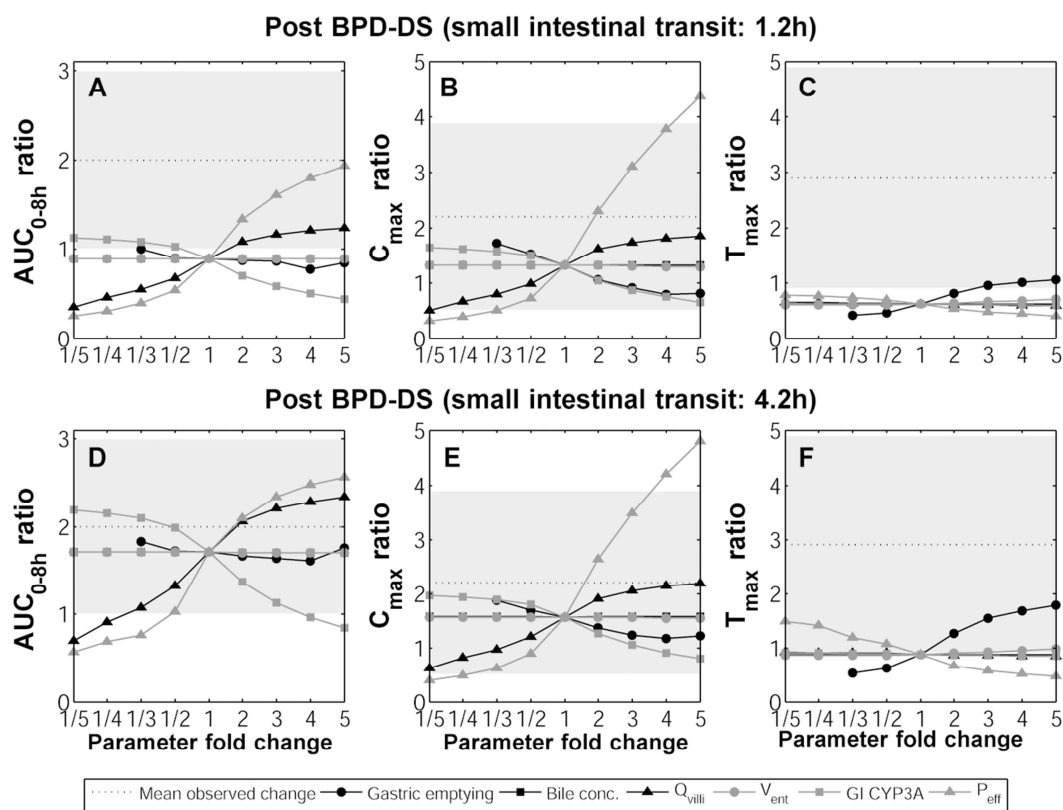 Post BPD-DS (small intestinal transit: 1.2h)
A
AUC0-8h ratio
3
2
1
0
1/5 1/4 1/3 1/2 1 2 3 4 5
B
Cmax ratio
5
4
3
2
1
0
1/5 1/4 1/3 1/2 1 2 3 4 5
C
Tmax ratio
5
4
3
2
1
0
1/5 1/4 1/3 1/2 1 2 3 4 5
Post BPD-DS (small intestinal transit: 4.2h)
D
AUC0-8h ratio
3
2
1
0
1/5 1/4 1/3 1/2 1 2 3 4 5
Parameter fold change
E
Cmax ratio
5
4
3
2
1
0
1/5 1/4 1/3 1/2 1 2 3 4 5
Parameter fold change
F
Tmax ratio
5
4
3
2
1
0
1/5 1/4 1/3 1/2 1 2 3 4 5
Parameter fold change
Mean observed change Gastric emptying Bile conc. Qvilli Vent GI CYP3A Peff